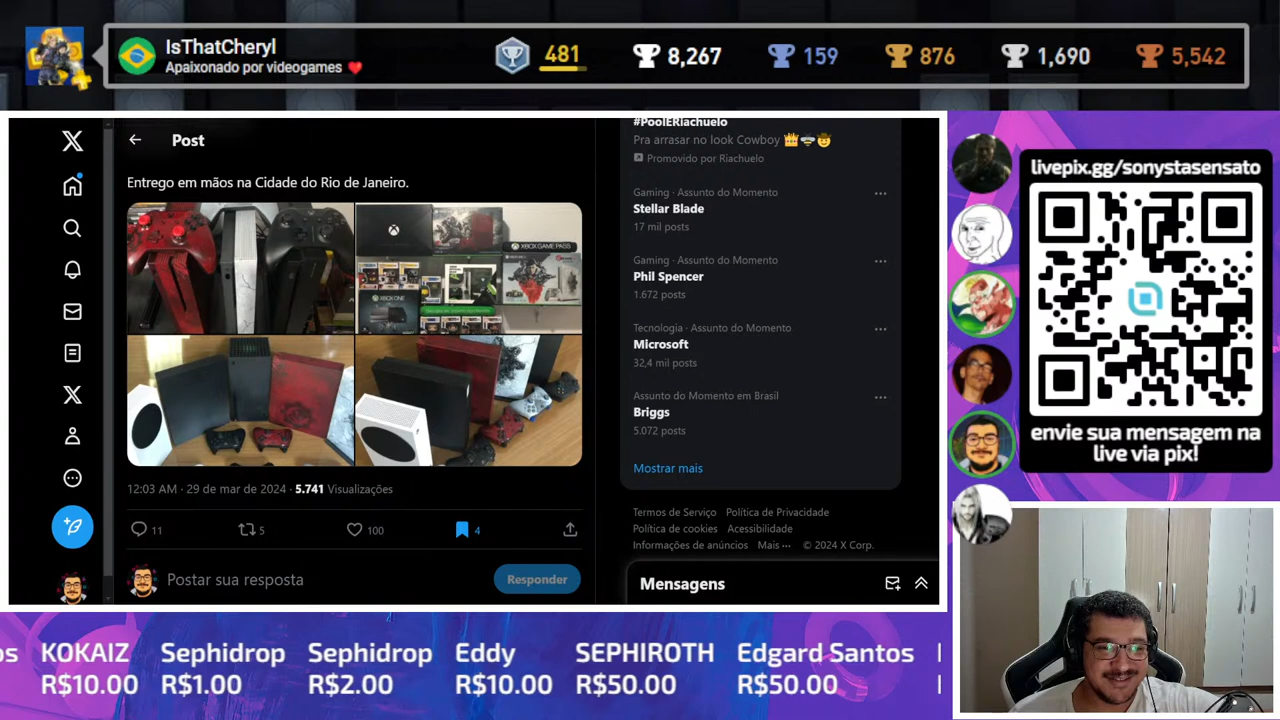 IsThatCheryl
Apaixonado por videogames ❤️
481
8,267
159
876
1,690
5,542
Post
Entrego em mãos na Cidade do Rio de Janeiro.
XBOX GAME PASS
XBOX ONE
12:03 AM · 29 de mar de 2024 · 5.741 Visualizações
11
5
100
4
Postar sua resposta
Responder
#PoolERiachuelo
Pra arrasar no look Cowboy 👑🐝🤠
Promovido por Riachuelo
Gaming · Assunto do Momento
Stellar Blade
17 mil posts
Gaming · Assunto do Momento
Phil Spencer
1.672 posts
Tecnologia · Assunto do Momento
Microsoft
32,4 mil posts
Assunto do Momento em Brasil
Briggs
5.072 posts
Mostrar mais
Termos de Serviço Política de Privacidade
Política de cookies Acessibilidade
Informações de anúncios Mais ··· © 2024 X Corp.
Mensagens
livepix.gg/sonystasensato
envie sua mensagem na
live via pix!
os KOKAIZ Sephidrop Sephidrop Eddy SEPHIROTH Edgard Santos
R$10.00 R$1.00 R$2.00 R$10.00 R$50.00 R$50.00